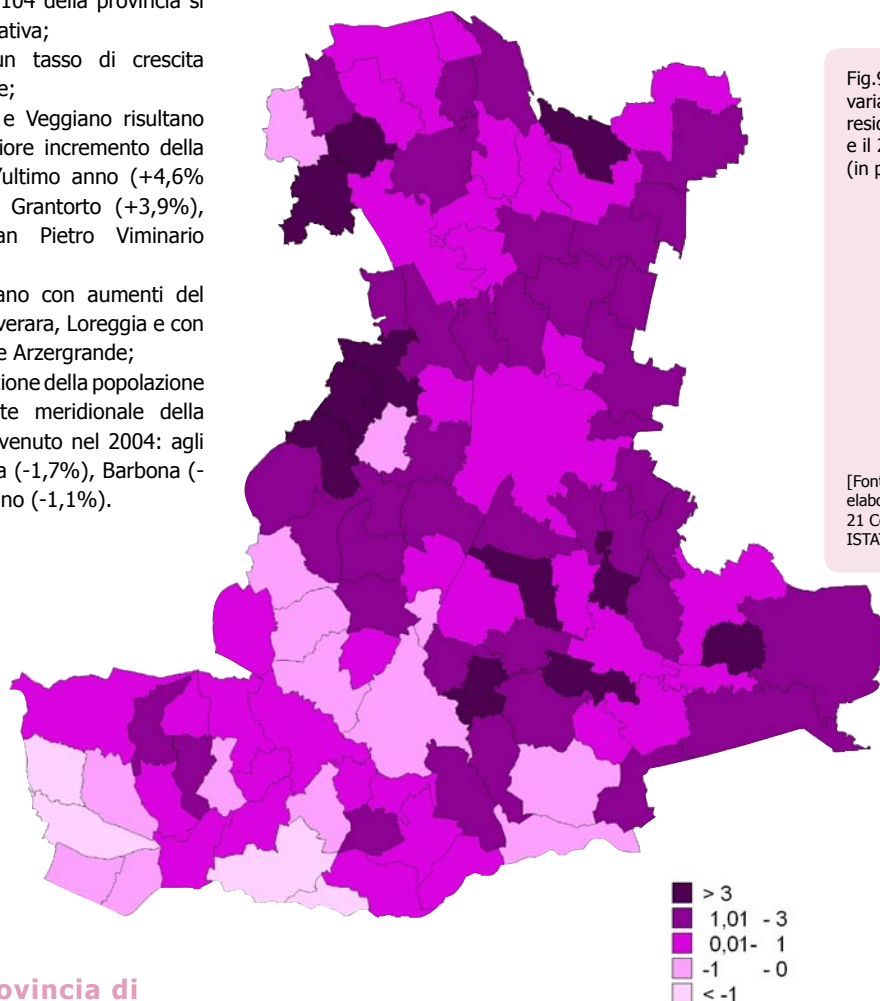 104 della provincia si
ativa;
un tasso di crescita
e;
e Veggiano risultano
iore incremento della
'ultimo anno (+4,6%
Grantorto (+3,9%),
an Pietro Viminario
ano con aumenti del
verara, Loreggia e con
e Arzergrande;
zione della popolazione
te meridionale della
venuto nel 2004: agli
a (-1,7%), Barbona (-
no (-1,1%).
Fig.9
varia
resid
e il 2
(in p
[Font
elabo
21 Co
ISTAT
> 3
1,01 - 3
0,01- 1
-1 - 0
< -1
ovincia di